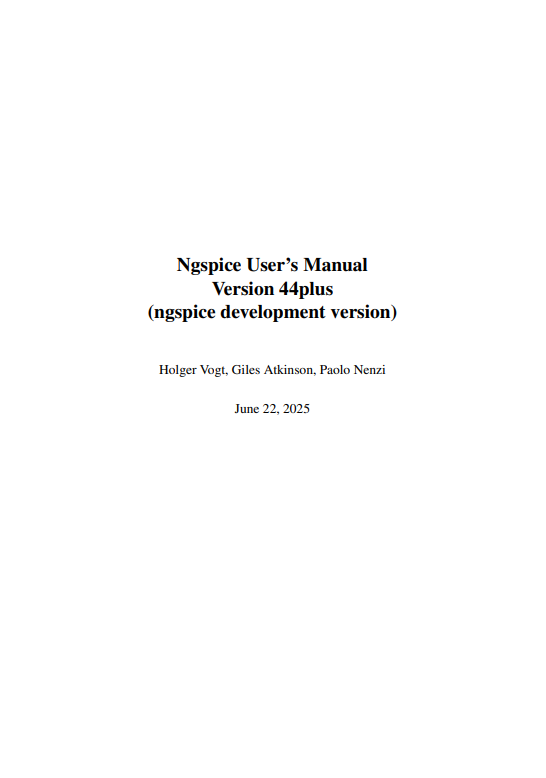 Ngspice User’s Manual
Version 44plus
(ngspice development version)
Holger Vogt, Giles Atkinson, Paolo Nenzi
June 22, 2025